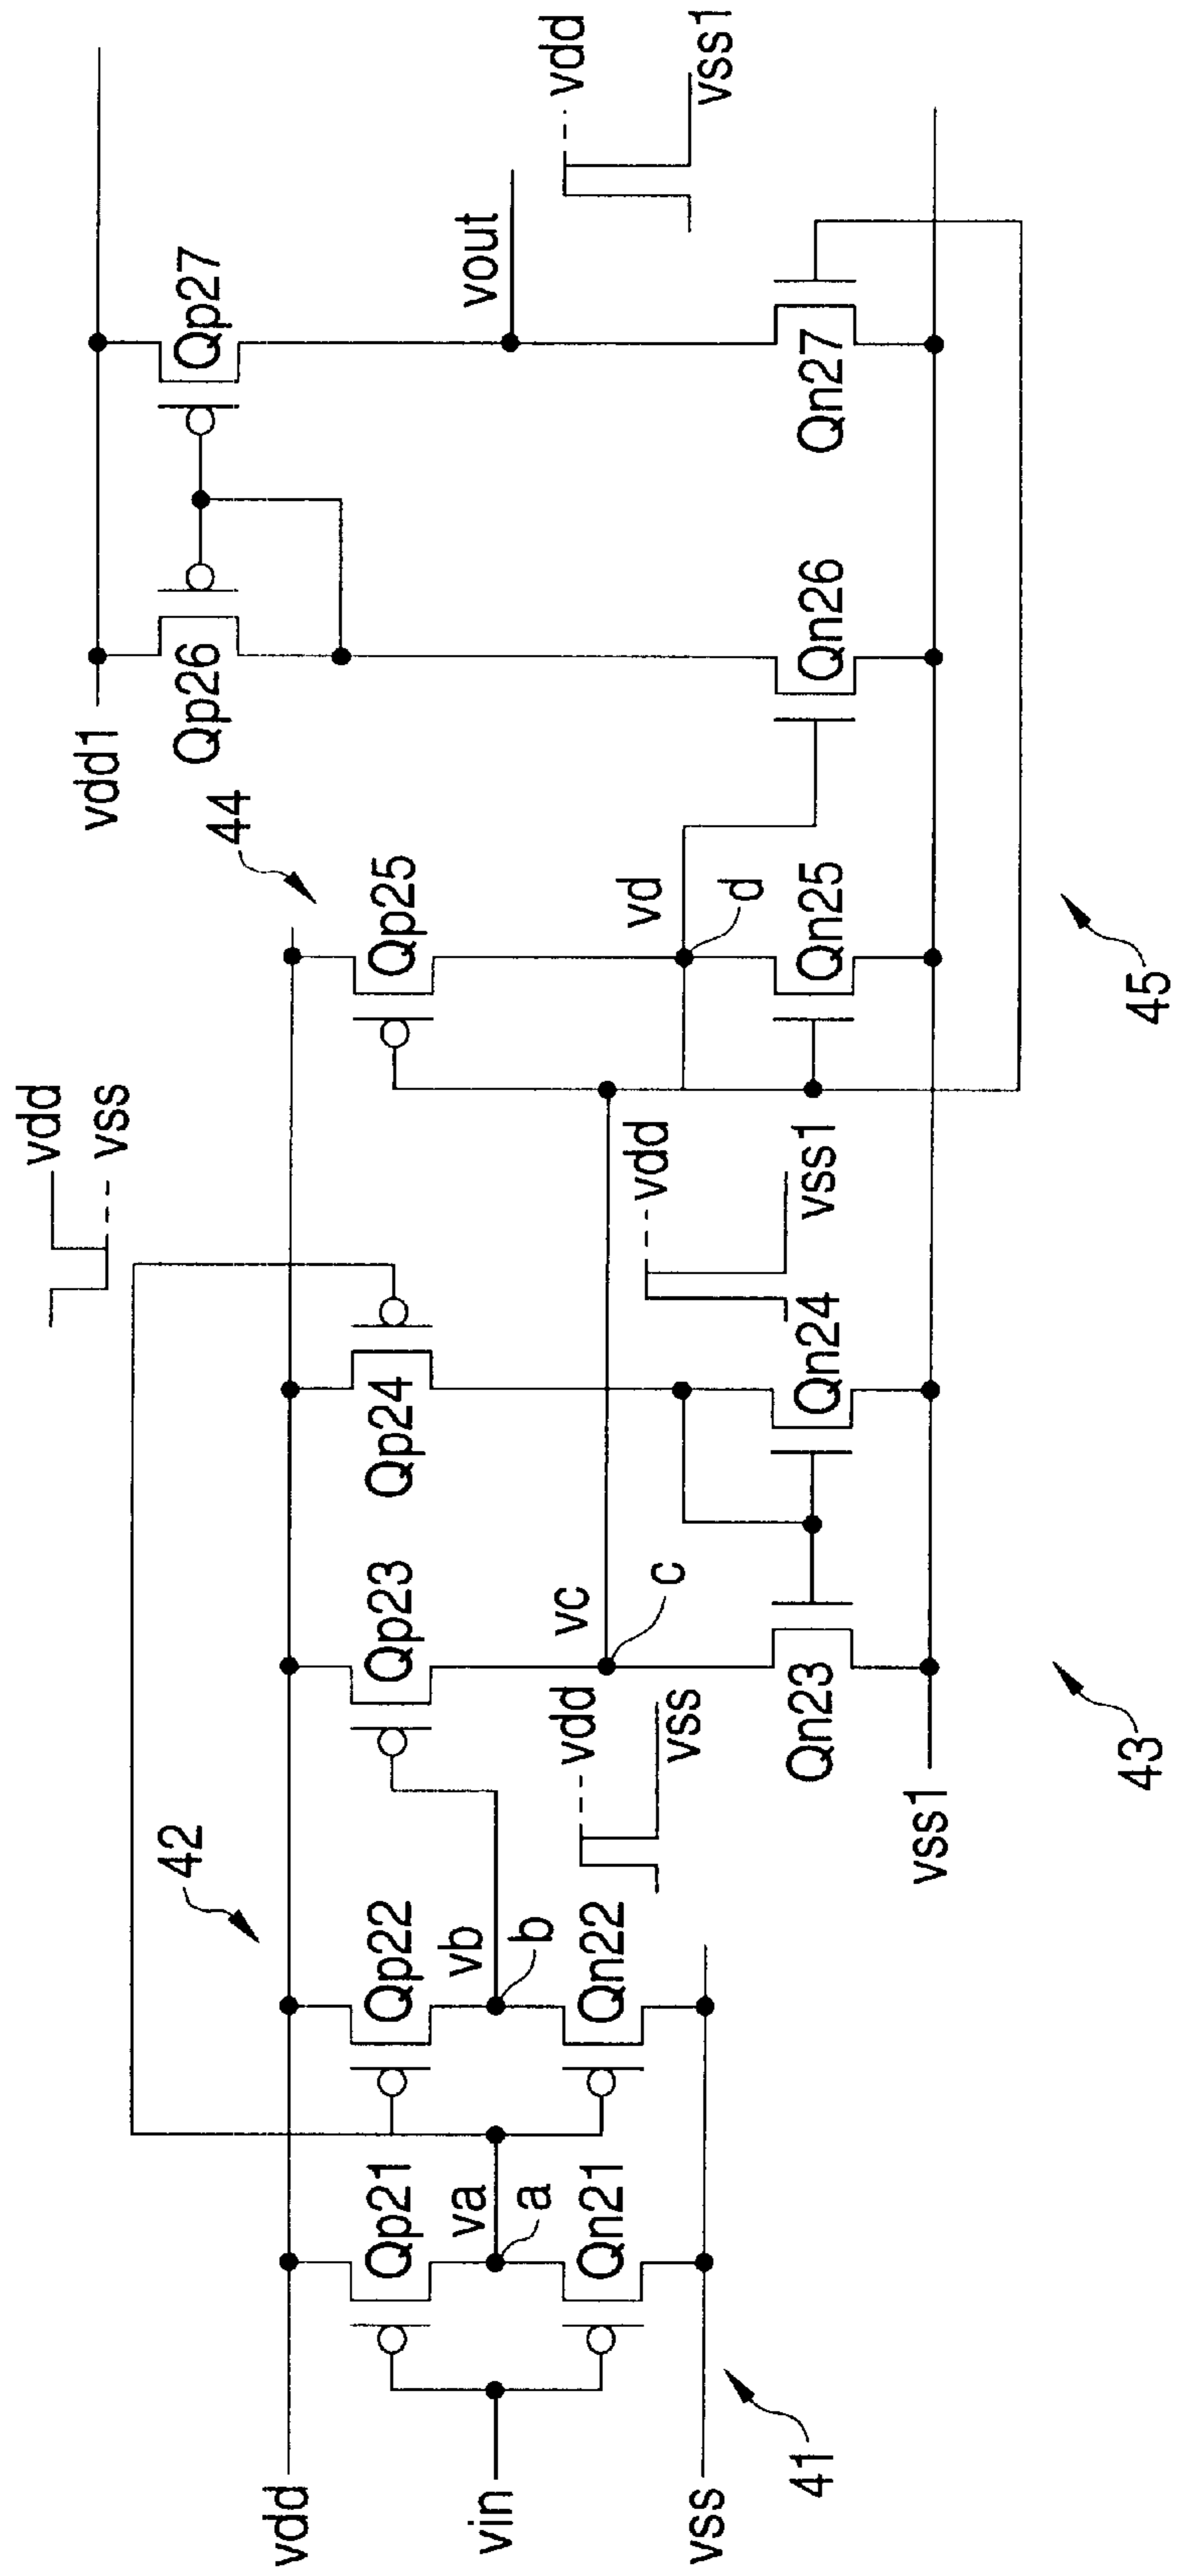 vdd
vin
vss
41
Qp21
va
a
Qn21
42
Qp22
vb
b
Qn22
vdd
vss
vdd
vss
Qp23
vc
c
Qn23
vss1
43
Qp24
Qn24
vdd
vss1
44
Qp25
vd
d
Qn25
45
vdd1
Qp26
Qn26
Qp27
vout
Qn27
vdd
vss1